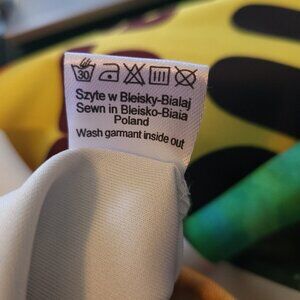 30
Szyte w Bleisky-Bialaj
Sewn in Bleisko-Biaia
Poland
Wash garmant inside out